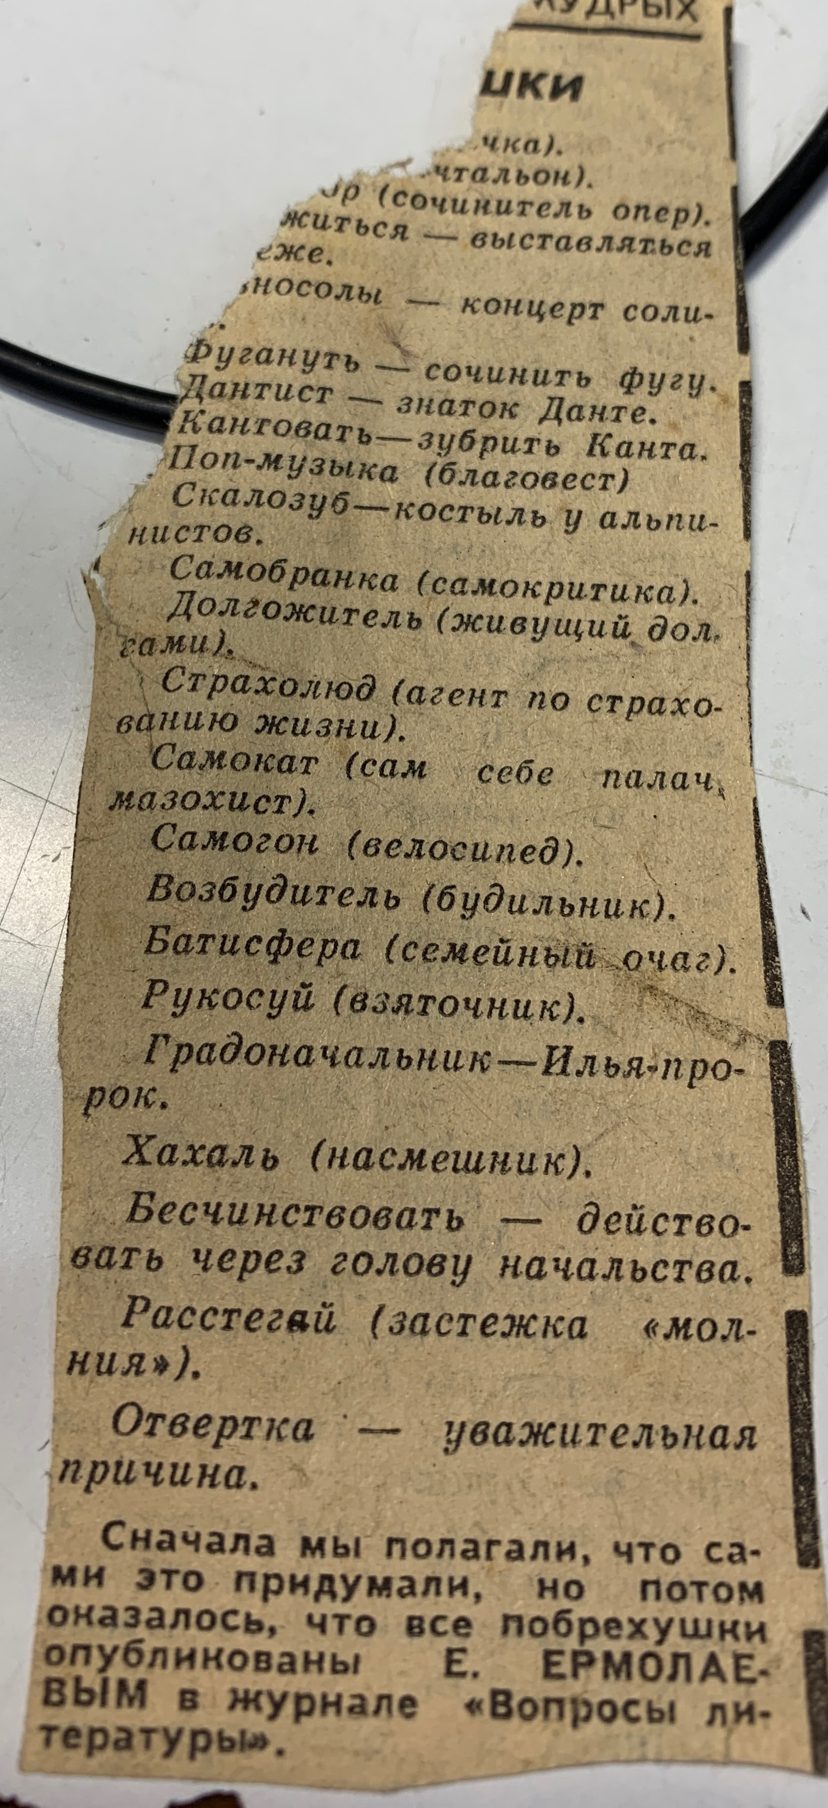 ХУДРЫХ
шки
чка).
чтальон).
ор (сочинитель опер).
житься — выставляться
еже.
носолы — концерт соли-
Фугануть — сочинить фугу.
Дантист — знаток Данте.
Кантовать—зубрить Канта.
Поп-музыка (благовест)
Скалозуб—костыль у альпи-
нистов.
Самобранка (самокритика).
Долгожитель (живущий дол-
гами).
Страхолюд (агент по страхо-
ванию жизни).
Самокат (сам себе палач,
мазохист).
Самогон (велосипед).
Возбудитель (будильник).
Батисфера (семейный очаг).
Рукосуй (взяточник).
Градоначальник—Илья-про-
рок.
Хахаль (насмешник).
Бесчинствовать — действо-
вать через голову начальства.
Расстегай (застежка «мол-
ния»).
Отвертка — уважительная
причина.
Сначала мы полагали, что са-
ми это придумали, но потом
оказалось, что все побрехушки
опубликованы Е. ЕРМОЛАЕ-
ВЫМ в журнале «Вопросы ли-
тературы».